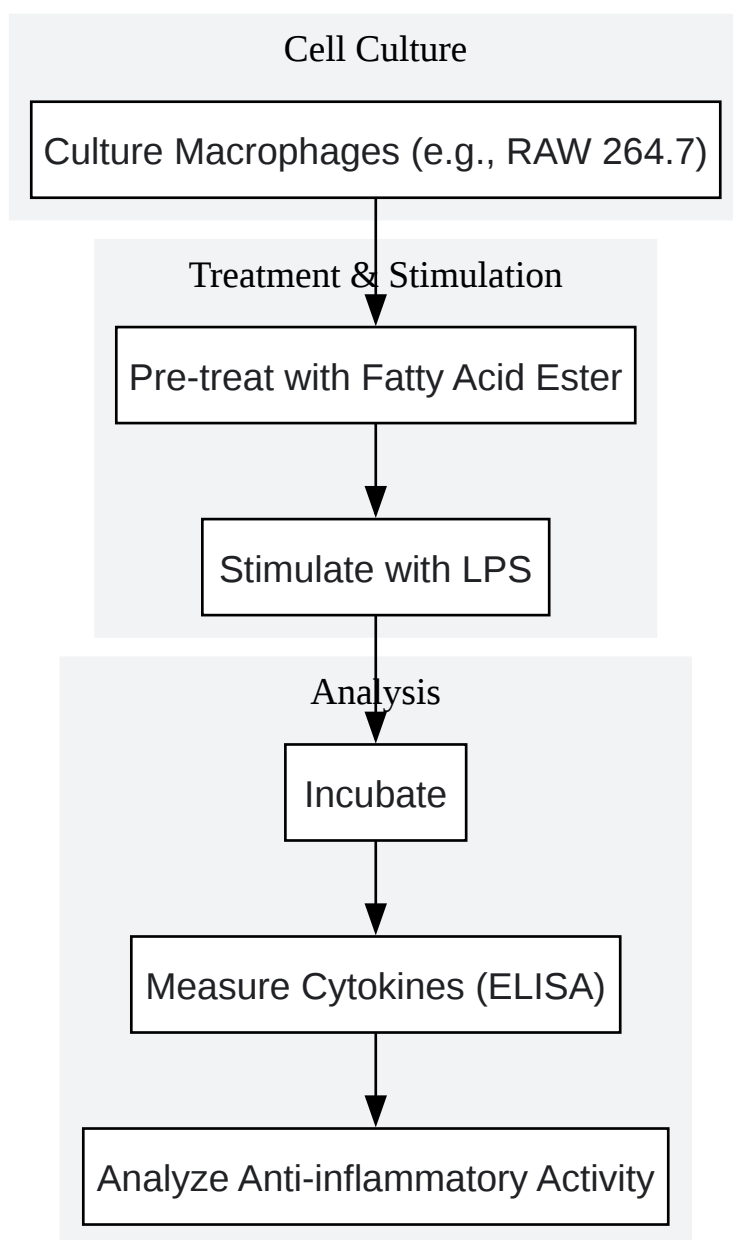 Cell Culture
Culture Macrophages (e.g., RAW 264.7)
Treatment & Stimulation
Pre-treat with Fatty Acid Ester
Stimulate with LPS
Analysis
Incubate
Measure Cytokines (ELISA)
Analyze Anti-inflammatory Activity